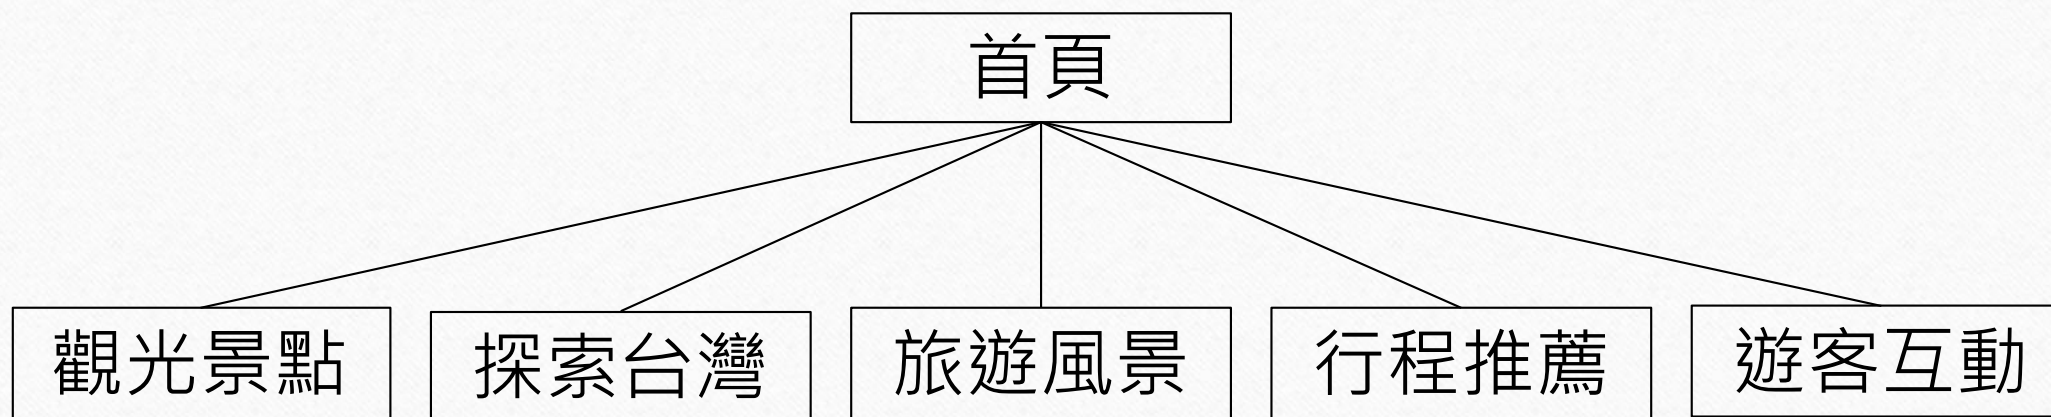 首頁
觀光景點
探索台灣
旅遊風景
行程推薦
遊客互動